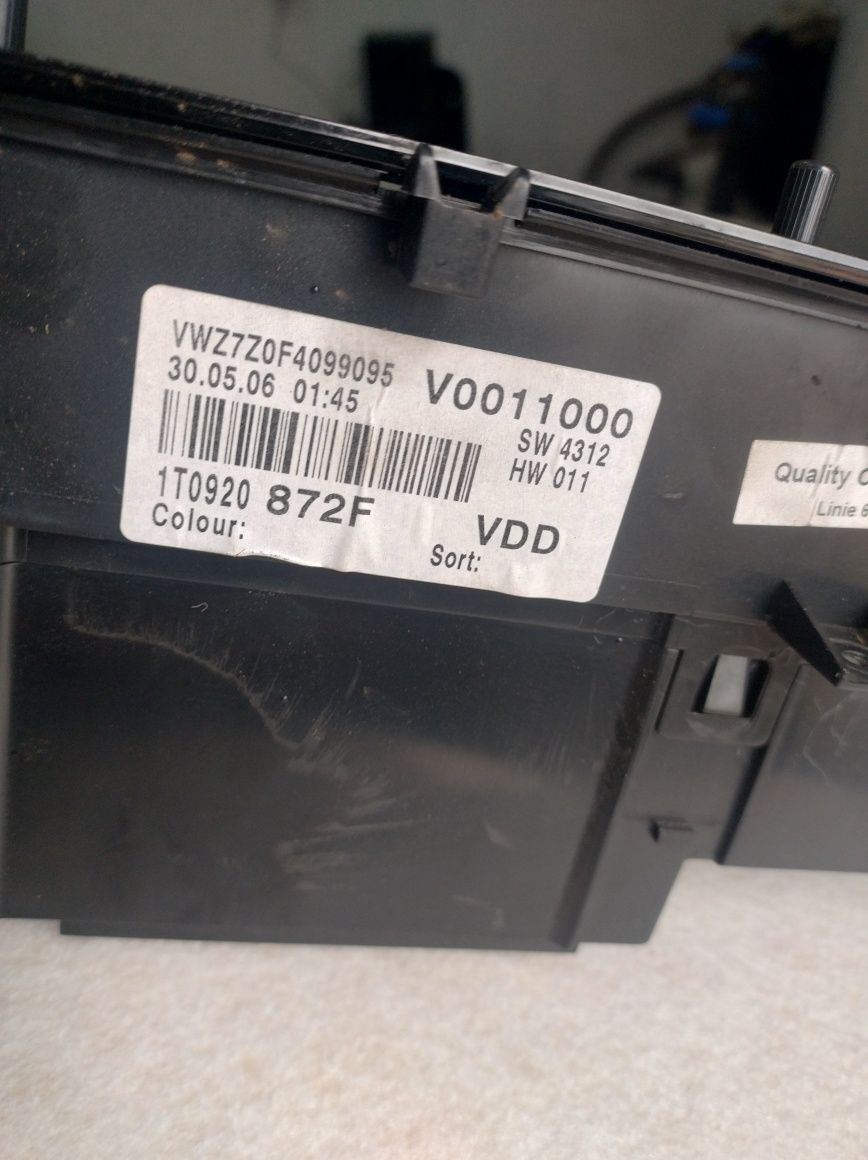 VWZ7Z0F4099095
30.05.06 01:45
V0011000
SW 4312
HW 011
1T0920 872F
VDD
Colour:
Sort:
Quality
Linie